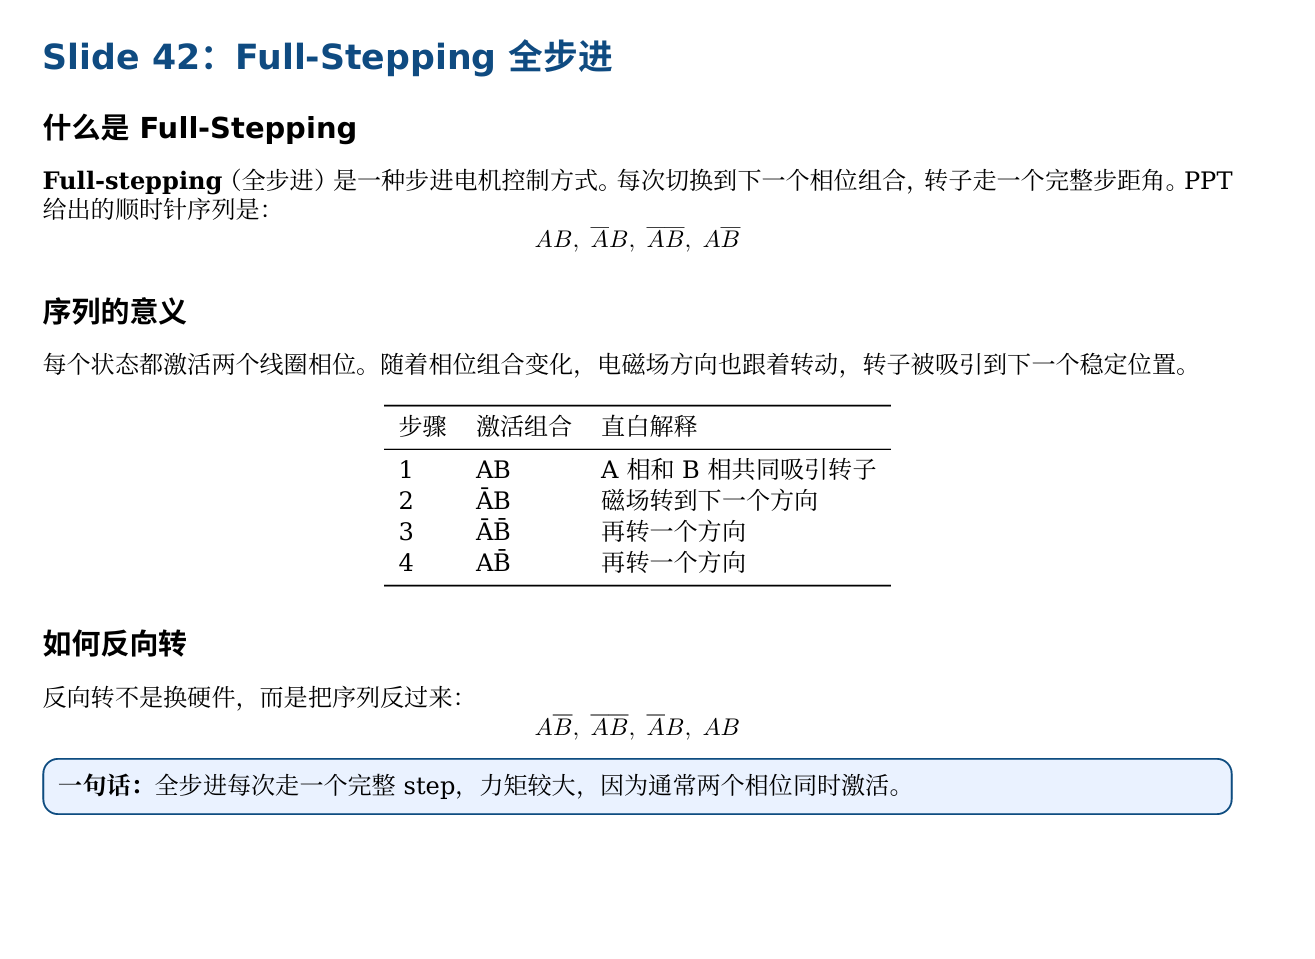 Slide 42：Full-Stepping 全步进
什么是 Full-Stepping
Full-stepping（全步进）是一种步进电机控制方式。每次切换到下一个相位组合，转子走一个完整步距角。PPT
给出的顺时针序列是：
AB, A̅B, A̅B̅, AB̅
序列的意义
每个状态都激活两个线圈相位。随着相位组合变化，电磁场方向也跟着转动，转子被吸引到下一个稳定位置。
步骤 激活组合 直白解释
1 AB A 相和 B 相共同吸引转子
2 ĀB 磁场转到下一个方向
3 ĀB̄ 再转一个方向
4 AB̄ 再转一个方向
如何反向转
反向转不是换硬件，而是把序列反过来：
AB̅, A̅B̅, A̅B, AB
一句话：全步进每次走一个完整 step，力矩较大，因为通常两个相位同时激活。